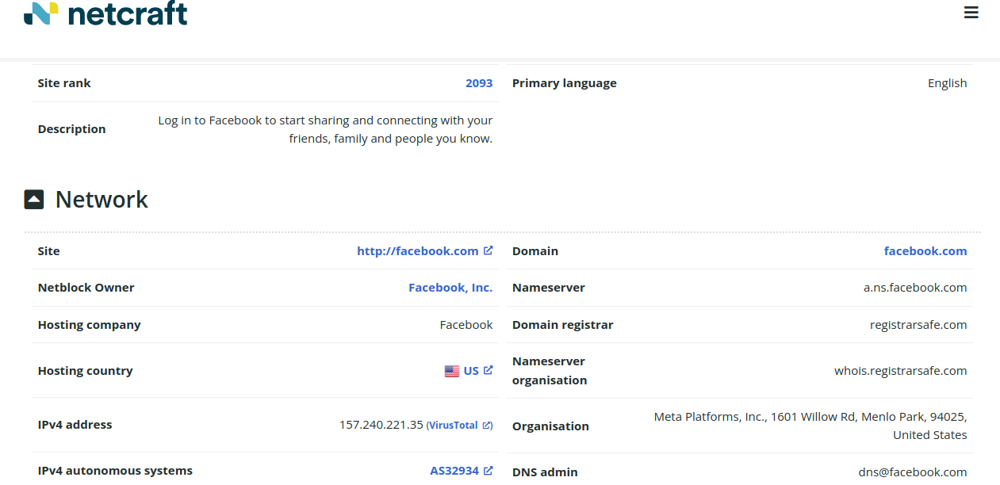 netcraft
Site rank 2093 Primary language English
Description Log in to Facebook to start sharing and connecting with your
friends, family and people you know.
Network
Site http://facebook.com Domain facebook.com
Netblock Owner Facebook, Inc. Nameserver a.ns.facebook.com
Hosting company Facebook Domain registrar registrarsafe.com
Hosting country US Nameserver
organisation whois.registrarsafe.com
IPv4 address 157.240.221.35 (VirusTotal) Organisation Meta Platforms, Inc., 1601 Willow Rd, Menlo Park, 94025,
United States
IPv4 autonomous systems AS32934 DNS admin dns@facebook.com